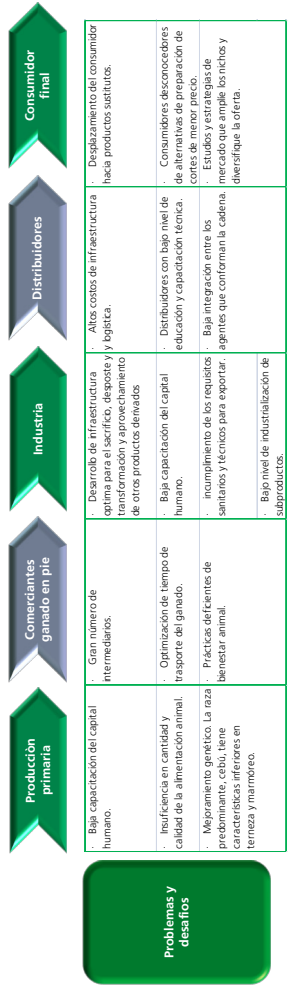 Producciòn
primaria
Comerciantes
ganado en pie
Industria
Distribuidores
Consumidor
final
Problemas y
desafíos
· Baja capacitación del capital
humano.
· Insuficiencia en cantidad y
calidad de la alimentación animal.
· Mejoramiento genético. La raza
predominante, cebú, tiene
características inferiores en
terneza y marmóreo.
· Gran número de
intermediarios.
· Optimización de tiempo de
trasporte del ganado.
· Prácticas deficientes de
bienestar animal.
· Desarrollo de infraestructura
optima para el sacrificio, desposte y
transformación y aprovechamiento
de otros productos derivados
· Baja capacitación del capital
humano.
· incumplimiento de los requisitos
sanitarios y técnicos para exportar.
· Bajo nivel de industrialización de
subproductos.
· Altos costos de infraestructura
y logística.
· Distribuidores con bajo nivel de
educación y capacitación técnica.
· Baja integración entre los
agentes que conforman la cadena.
· Desplazamiento del consumidor
hacia productos sustitutos.
· Consumidores desconocedores
de alternativas de preparación de
cortes de menor precio.
· Estudios y estrategias de
mercado que amplíe los nichos y
diversifique la oferta.